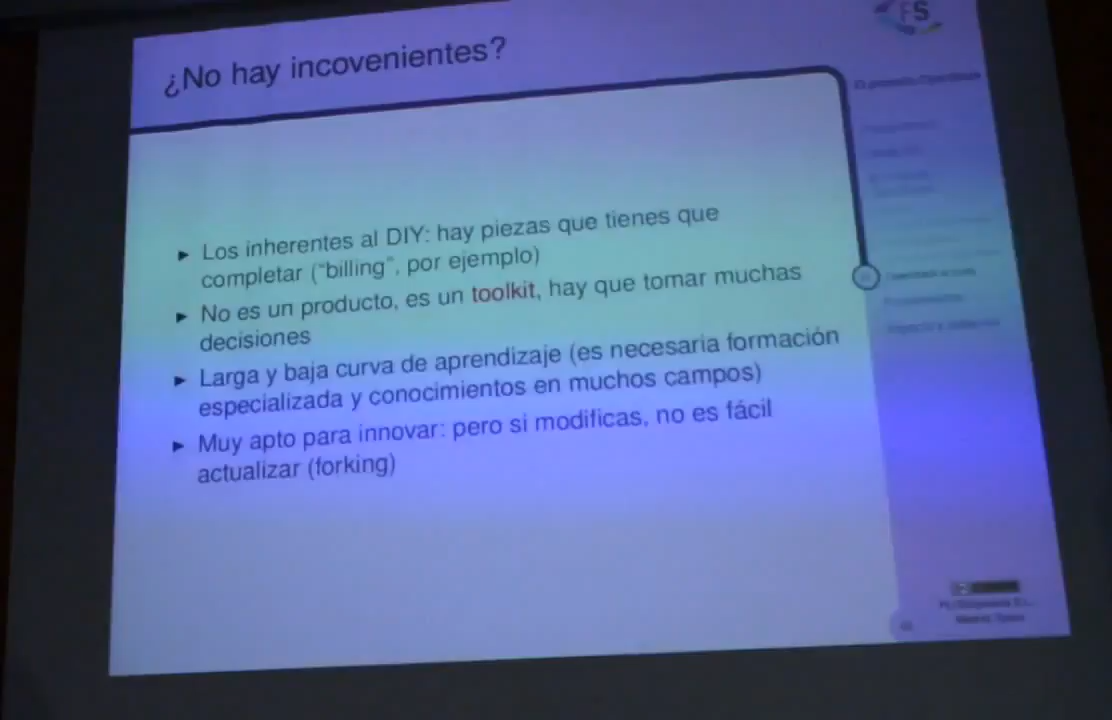 ¿No hay incovenientes?
FS
► Los inherentes al DIY: hay piezas que tienes que
completar ("billing", por ejemplo)
► No es un producto, es un toolkit, hay que tomar muchas
decisiones
► Larga y baja curva de aprendizaje (es necesaria formación
especializada y conocimientos en muchos campos)
► Muy apto para innovar: pero si modificas, no es fácil
actualizar (forking)